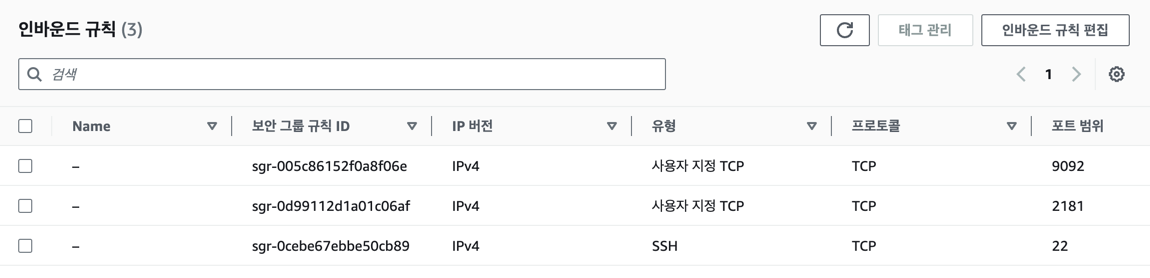 인바운드 규칙 (3)
태그 관리
인바운드 규칙 편집
검색
1
Name 보안 그룹 규칙 ID IP 버전 유형 프로토콜 포트 범위
– sgr-005c86152f0a8f06e IPv4 사용자 지정 TCP TCP 9092
– sgr-0d99112d1a01c06af IPv4 사용자 지정 TCP TCP 2181
– sgr-0cebe67ebbe50cb89 IPv4 SSH TCP 22